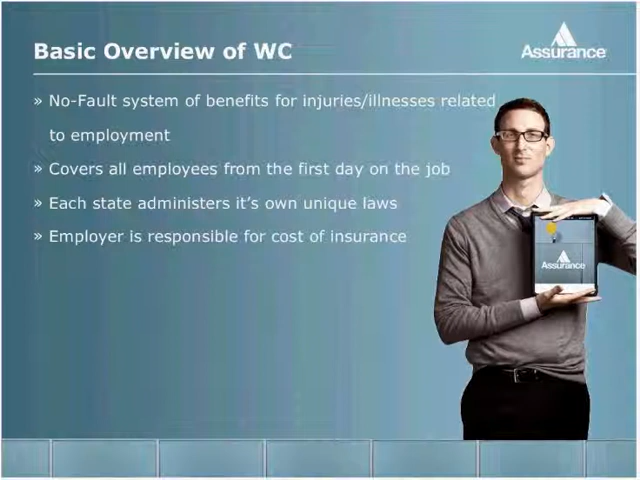 Basic Overview of WC
Assurance
» No-Fault system of benefits for injuries/illnesses related
to employment
» Covers all employees from the first day on the job
» Each state administers it’s own unique laws
» Employer is responsible for cost of insurance
Assurance